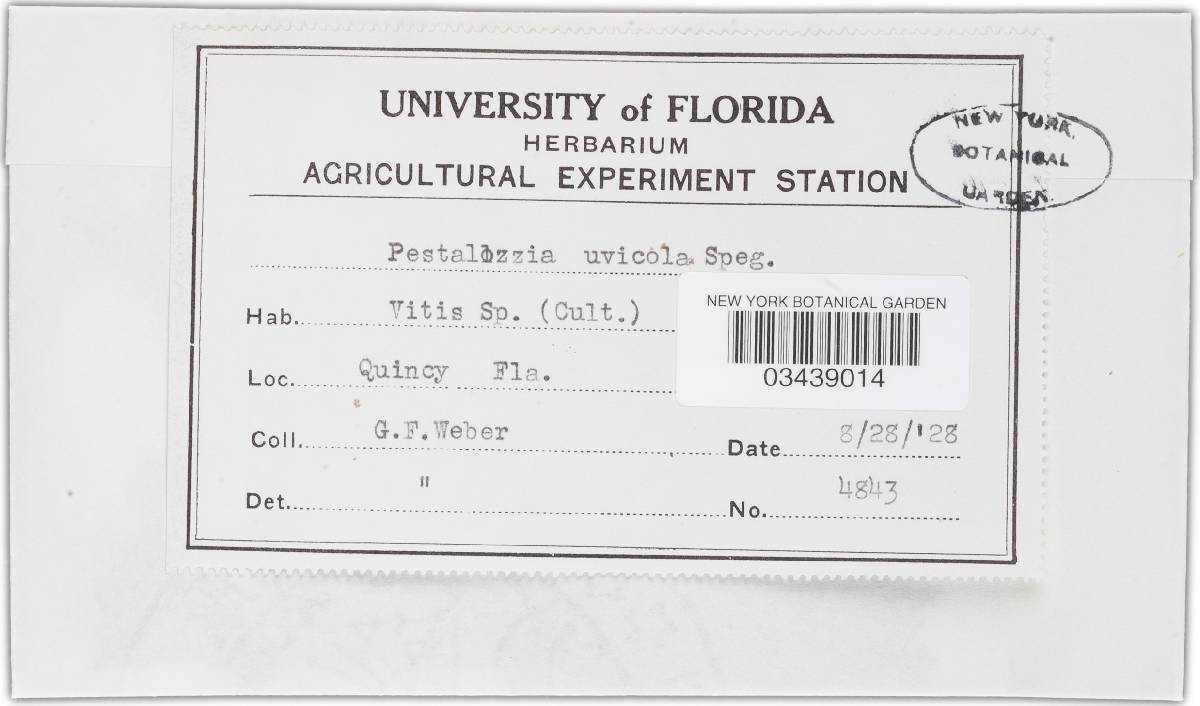 UNIVERSITY of FLORIDA
HERBARIUM
AGRICULTURAL EXPERIMENT STATION
NEW YORK
BOTANICAL
GARDEN.
Pestalozzia uvicola Speg.
Hab. Vitis Sp. (Cult.)
NEW YORK BOTANICAL GARDEN
03439014
Loc. Quincy Fla.
Coll. G.F.Weber Date 8/28/'28
Det. " No. 4843